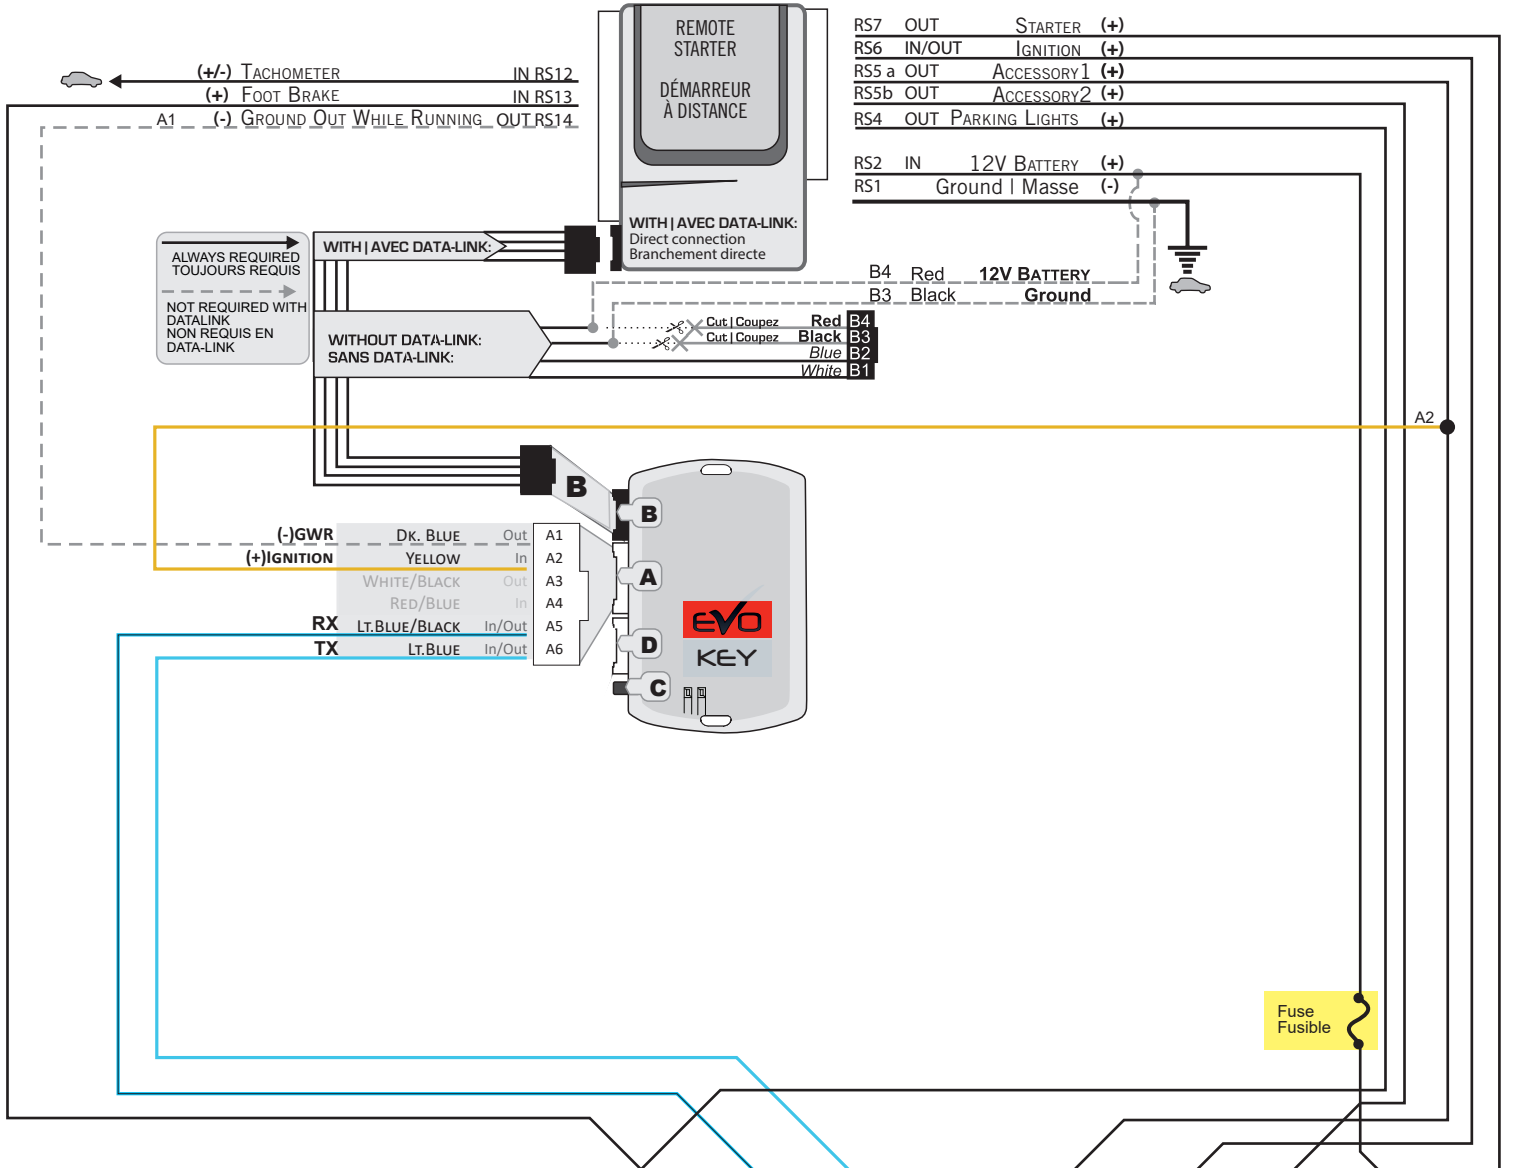 REMOTE
STARTER
DÉMARREUR
À DISTANCE
WITH | AVEC DATA-LINK:
Direct connection
Branchement directe
(+/-) TACHOMETER IN RS12
(+) FOOT BRAKE IN RS13
A1 (-) GROUND OUT WHILE RUNNING OUT RS14
RS7 OUT STARTER (+)
RS6 IN/OUT IGNITION (+)
RS5 a OUT ACCESSORY1 (+)
RS5b OUT ACCESSORY2 (+)
RS4 OUT PARKING LIGHTS (+)
RS2 IN 12V BATTERY (+)
RS1 Ground | Masse (-)
ALWAYS REQUIRED
TOUJOURS REQUIS
NOT REQUIRED WITH
DATALINK
NON REQUIS EN
DATA-LINK
WITH | AVEC DATA-LINK:
B4 Red 12V BATTERY
B3 Black Ground
WITHOUT DATA-LINK:
SANS DATA-LINK:
Cut | Coupez Red B4
Cut | Coupez Black B3
Blue B2
White B1
A2
B
B
A
D
C
(-)GWR DK. BLUE Out A1
(+)IGNITION YELLOW In A2
WHITE/BLACK Out A3
RED/BLUE In A4
RX LT.BLUE/BLACK In/Out A5
TX LT.BLUE In/Out A6
EVO
KEY
Fuse
Fusible